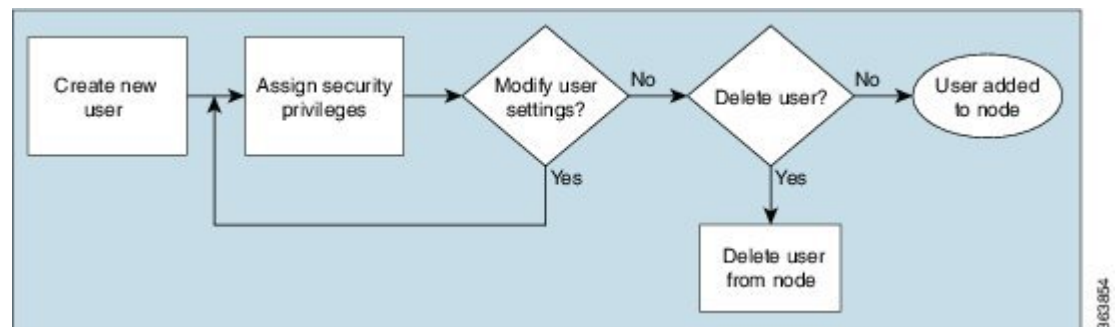 Create new
user
Assign security
privileges
Modify user
settings?
No
Delete user?
No
User added
to node
Yes
Yes
Delete user
from node
363854